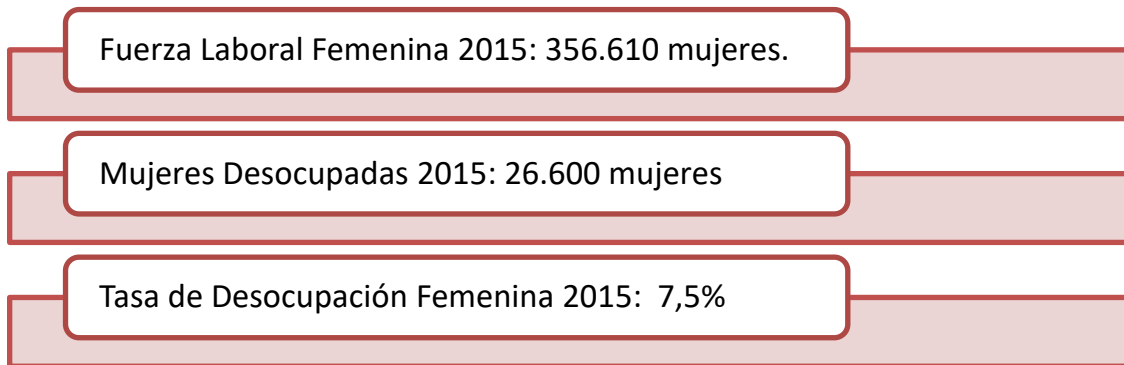 Fuerza Laboral Femenina 2015: 356.610 mujeres.
Mujeres Desocupadas 2015: 26.600 mujeres
Tasa de Desocupación Femenina 2015: 7,5%